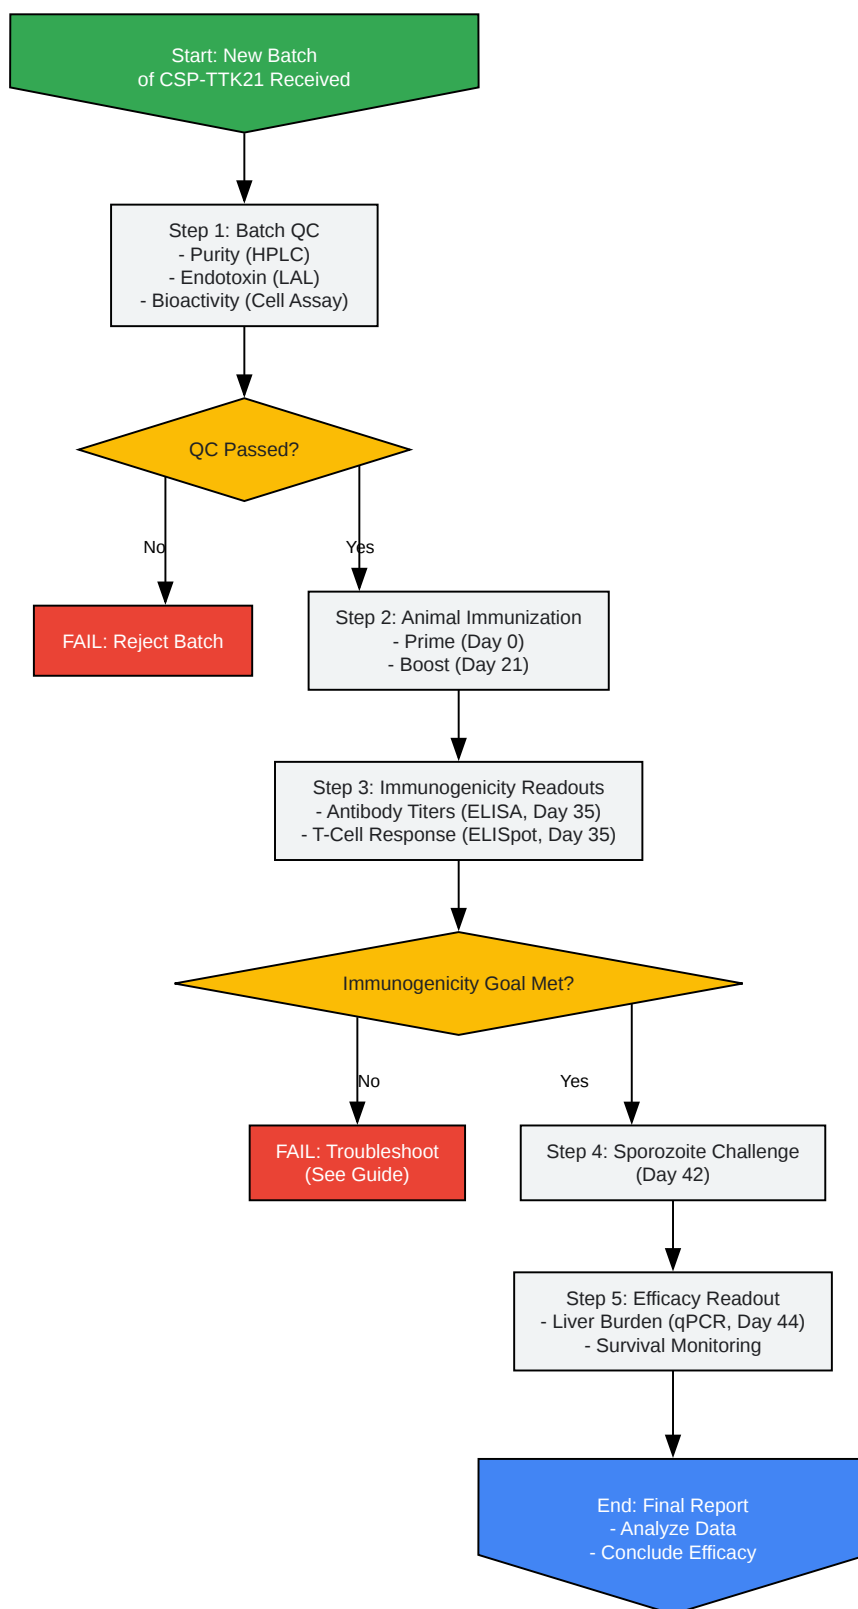 Start: New Batch
of CSP-TTK21 Received
Step 1: Batch QC
- Purity (HPLC)
- Endotoxin (LAL)
- Bioactivity (Cell Assay)
QC Passed?
No
Yes
FAIL: Reject Batch
Step 2: Animal Immunization
- Prime (Day 0)
- Boost (Day 21)
Step 3: Immunogenicity Readouts
- Antibody Titers (ELISA, Day 35)
- T-Cell Response (ELISpot, Day 35)
Immunogenicity Goal Met?
No
Yes
FAIL: Troubleshoot
(See Guide)
Step 4: Sporozoite Challenge
(Day 42)
Step 5: Efficacy Readout
- Liver Burden (qPCR, Day 44)
- Survival Monitoring
End: Final Report
- Analyze Data
- Conclude Efficacy